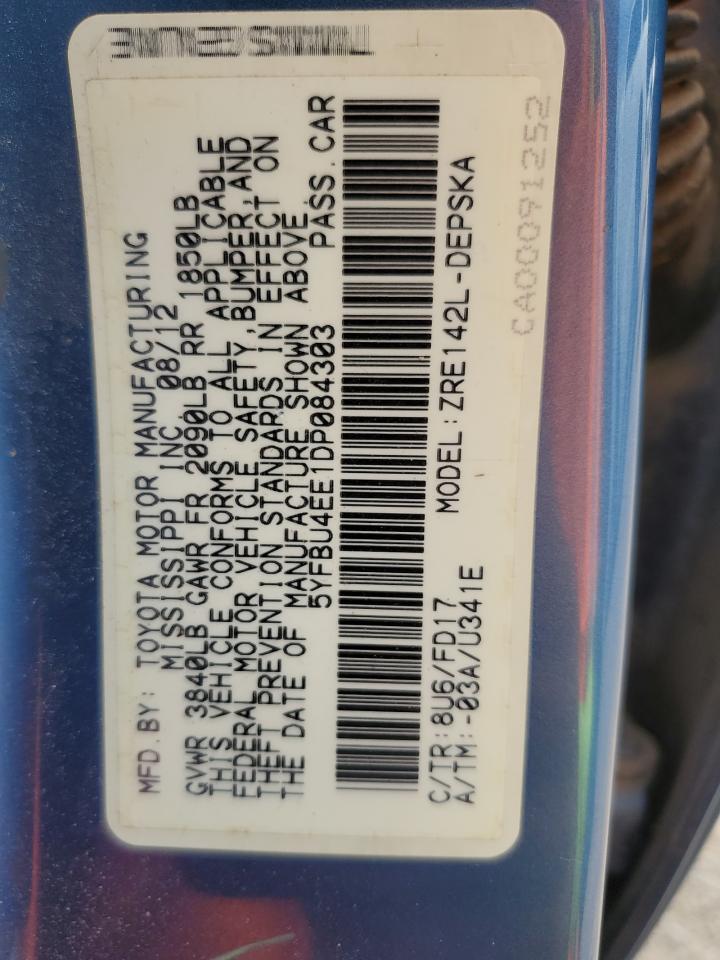 MFD.BY: TOYOTA MOTOR MANUFACTURING
MISSISSIPPI INC. 08/12
GVWR 3840LB GAWR FR 2090LB RR 1850LB
THIS VEHICLE CONFORMS TO ALL APPLICABLE
FEDERAL MOTOR VEHICLE SAFETY,BUMPER,AND
THEFT PREVENTION STANDARDS IN EFFECT ON
THE DATE OF MANUFACTURE SHOWN ABOVE.
5YFBU4EE1DP084303 PASS.CAR
C/TR:8U6/FD17 MODEL:ZRE142L-DEPSKA
A/TM:-03A/U341E
CA00091252